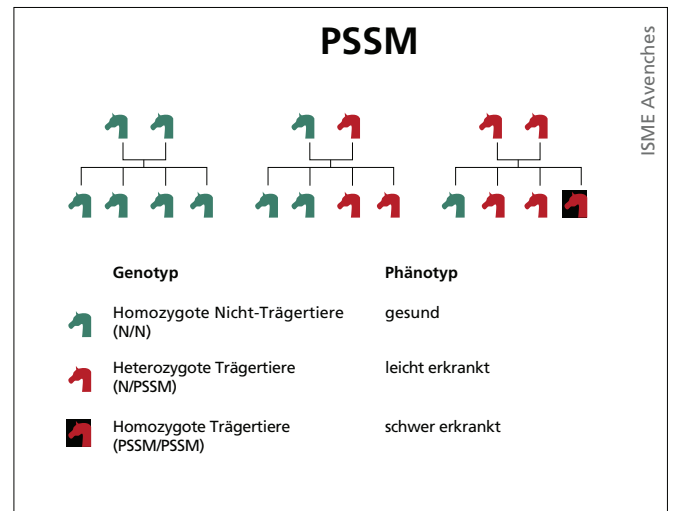 PSSM
ISME Avenches
Genotyp Phänotyp
Homozygote Nicht-Trägertiere gesund
(N/N)
Heterozygote Trägertiere leicht erkrankt
(N/PSSM)
Homozygote Trägertiere schwer erkrankt
(PSSM/PSSM)